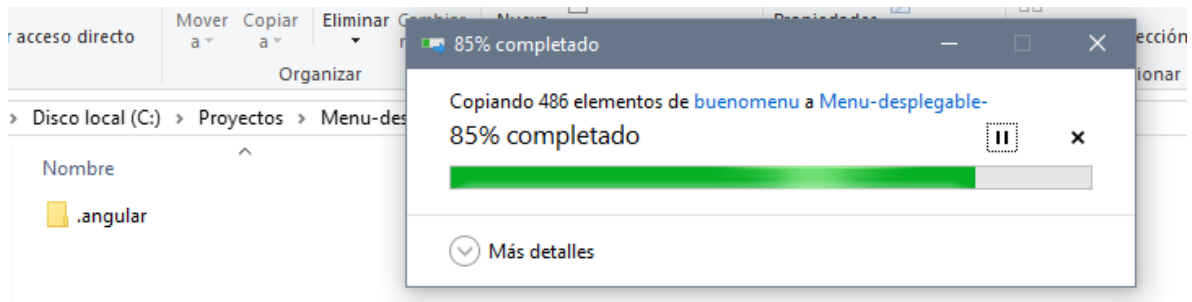 Mover Copiar Eliminar
r acceso directo a a
Organizar
85% completado
ección
ionar
Copiando 486 elementos de buenomenu a Menu-desplegable-
85% completado
> Disco local (C:) > Proyectos > Menu-des
Nombre
.angular
Más detalles